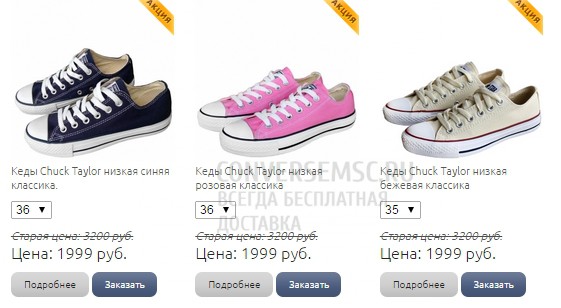 АКЦИЯ
АКЦИЯ
АКЦИЯ
Кеды Chuck Taylor низкая синяя
классика.
36
Старая цена: 3200 руб.
Цена: 1999 руб.
Подробнее
Заказать
Кеды Chuck Taylor низкая
розовая классика
36
Старая цена: 3200 руб.
Цена: 1999 руб.
Подробнее
Заказать
Кеды Chuck Taylor низкая
бежевая классика
35
Старая цена: 3200 руб.
Цена: 1999 руб.
Подробнее
Заказать
CONVERSEMSC.RU
ВСЕГДА БЕСПЛАТНАЯ
ДОСТАВКА